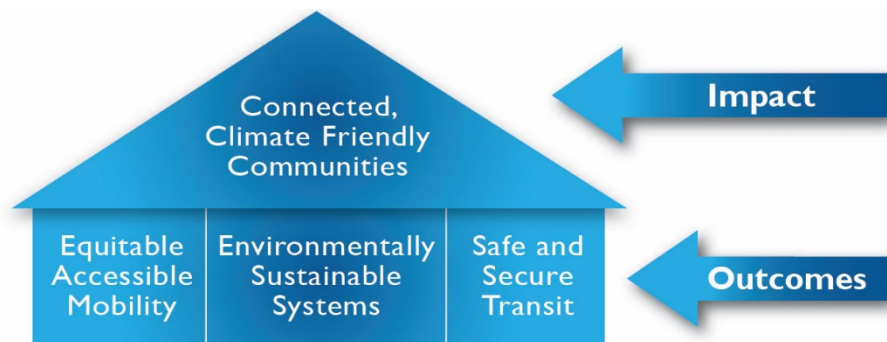 Connected,
Climate Friendly
Communities
Impact
Equitable
Accessible
Mobility
Environmentally
Sustainable
Systems
Safe and
Secure
Transit
Outcomes